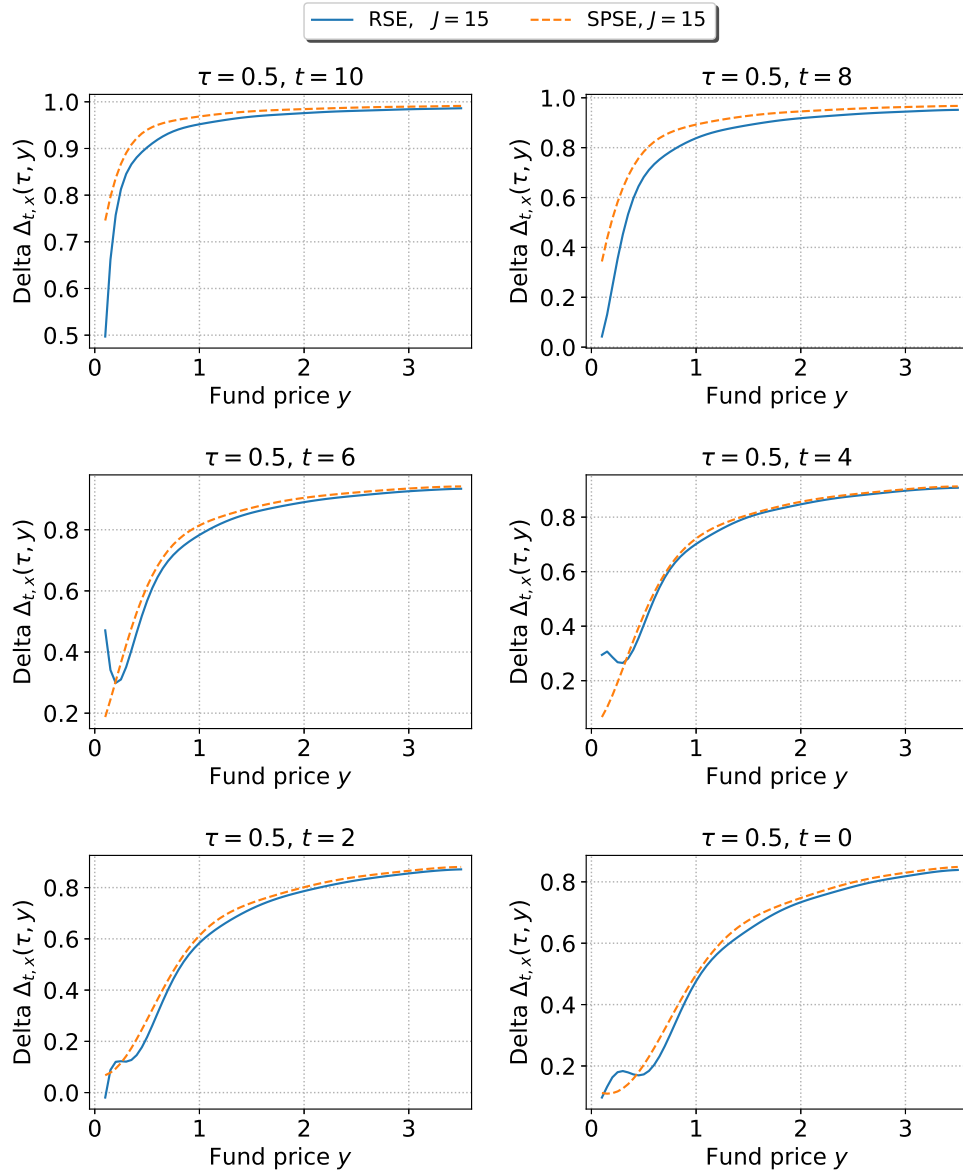 RSE, J = 15 SPSE, J = 15
τ = 0.5, t = 10
1.0
0.9
0.8
0.7
0.6
0.5
Delta Δt,x(τ, y)
0 1 2 3
Fund price y
τ = 0.5, t = 8
1.0
0.8
0.6
0.4
0.2
0.0
Delta Δt,x(τ, y)
0 1 2 3
Fund price y
τ = 0.5, t = 6
0.8
0.6
0.4
0.2
Delta Δt,x(τ, y)
0 1 2 3
Fund price y
τ = 0.5, t = 4
0.8
0.6
0.4
0.2
Delta Δt,x(τ, y)
0 1 2 3
Fund price y
τ = 0.5, t = 2
0.8
0.6
0.4
0.2
0.0
Delta Δt,x(τ, y)
0 1 2 3
Fund price y
τ = 0.5, t = 0
0.8
0.6
0.4
0.2
Delta Δt,x(τ, y)
0 1 2 3
Fund price y